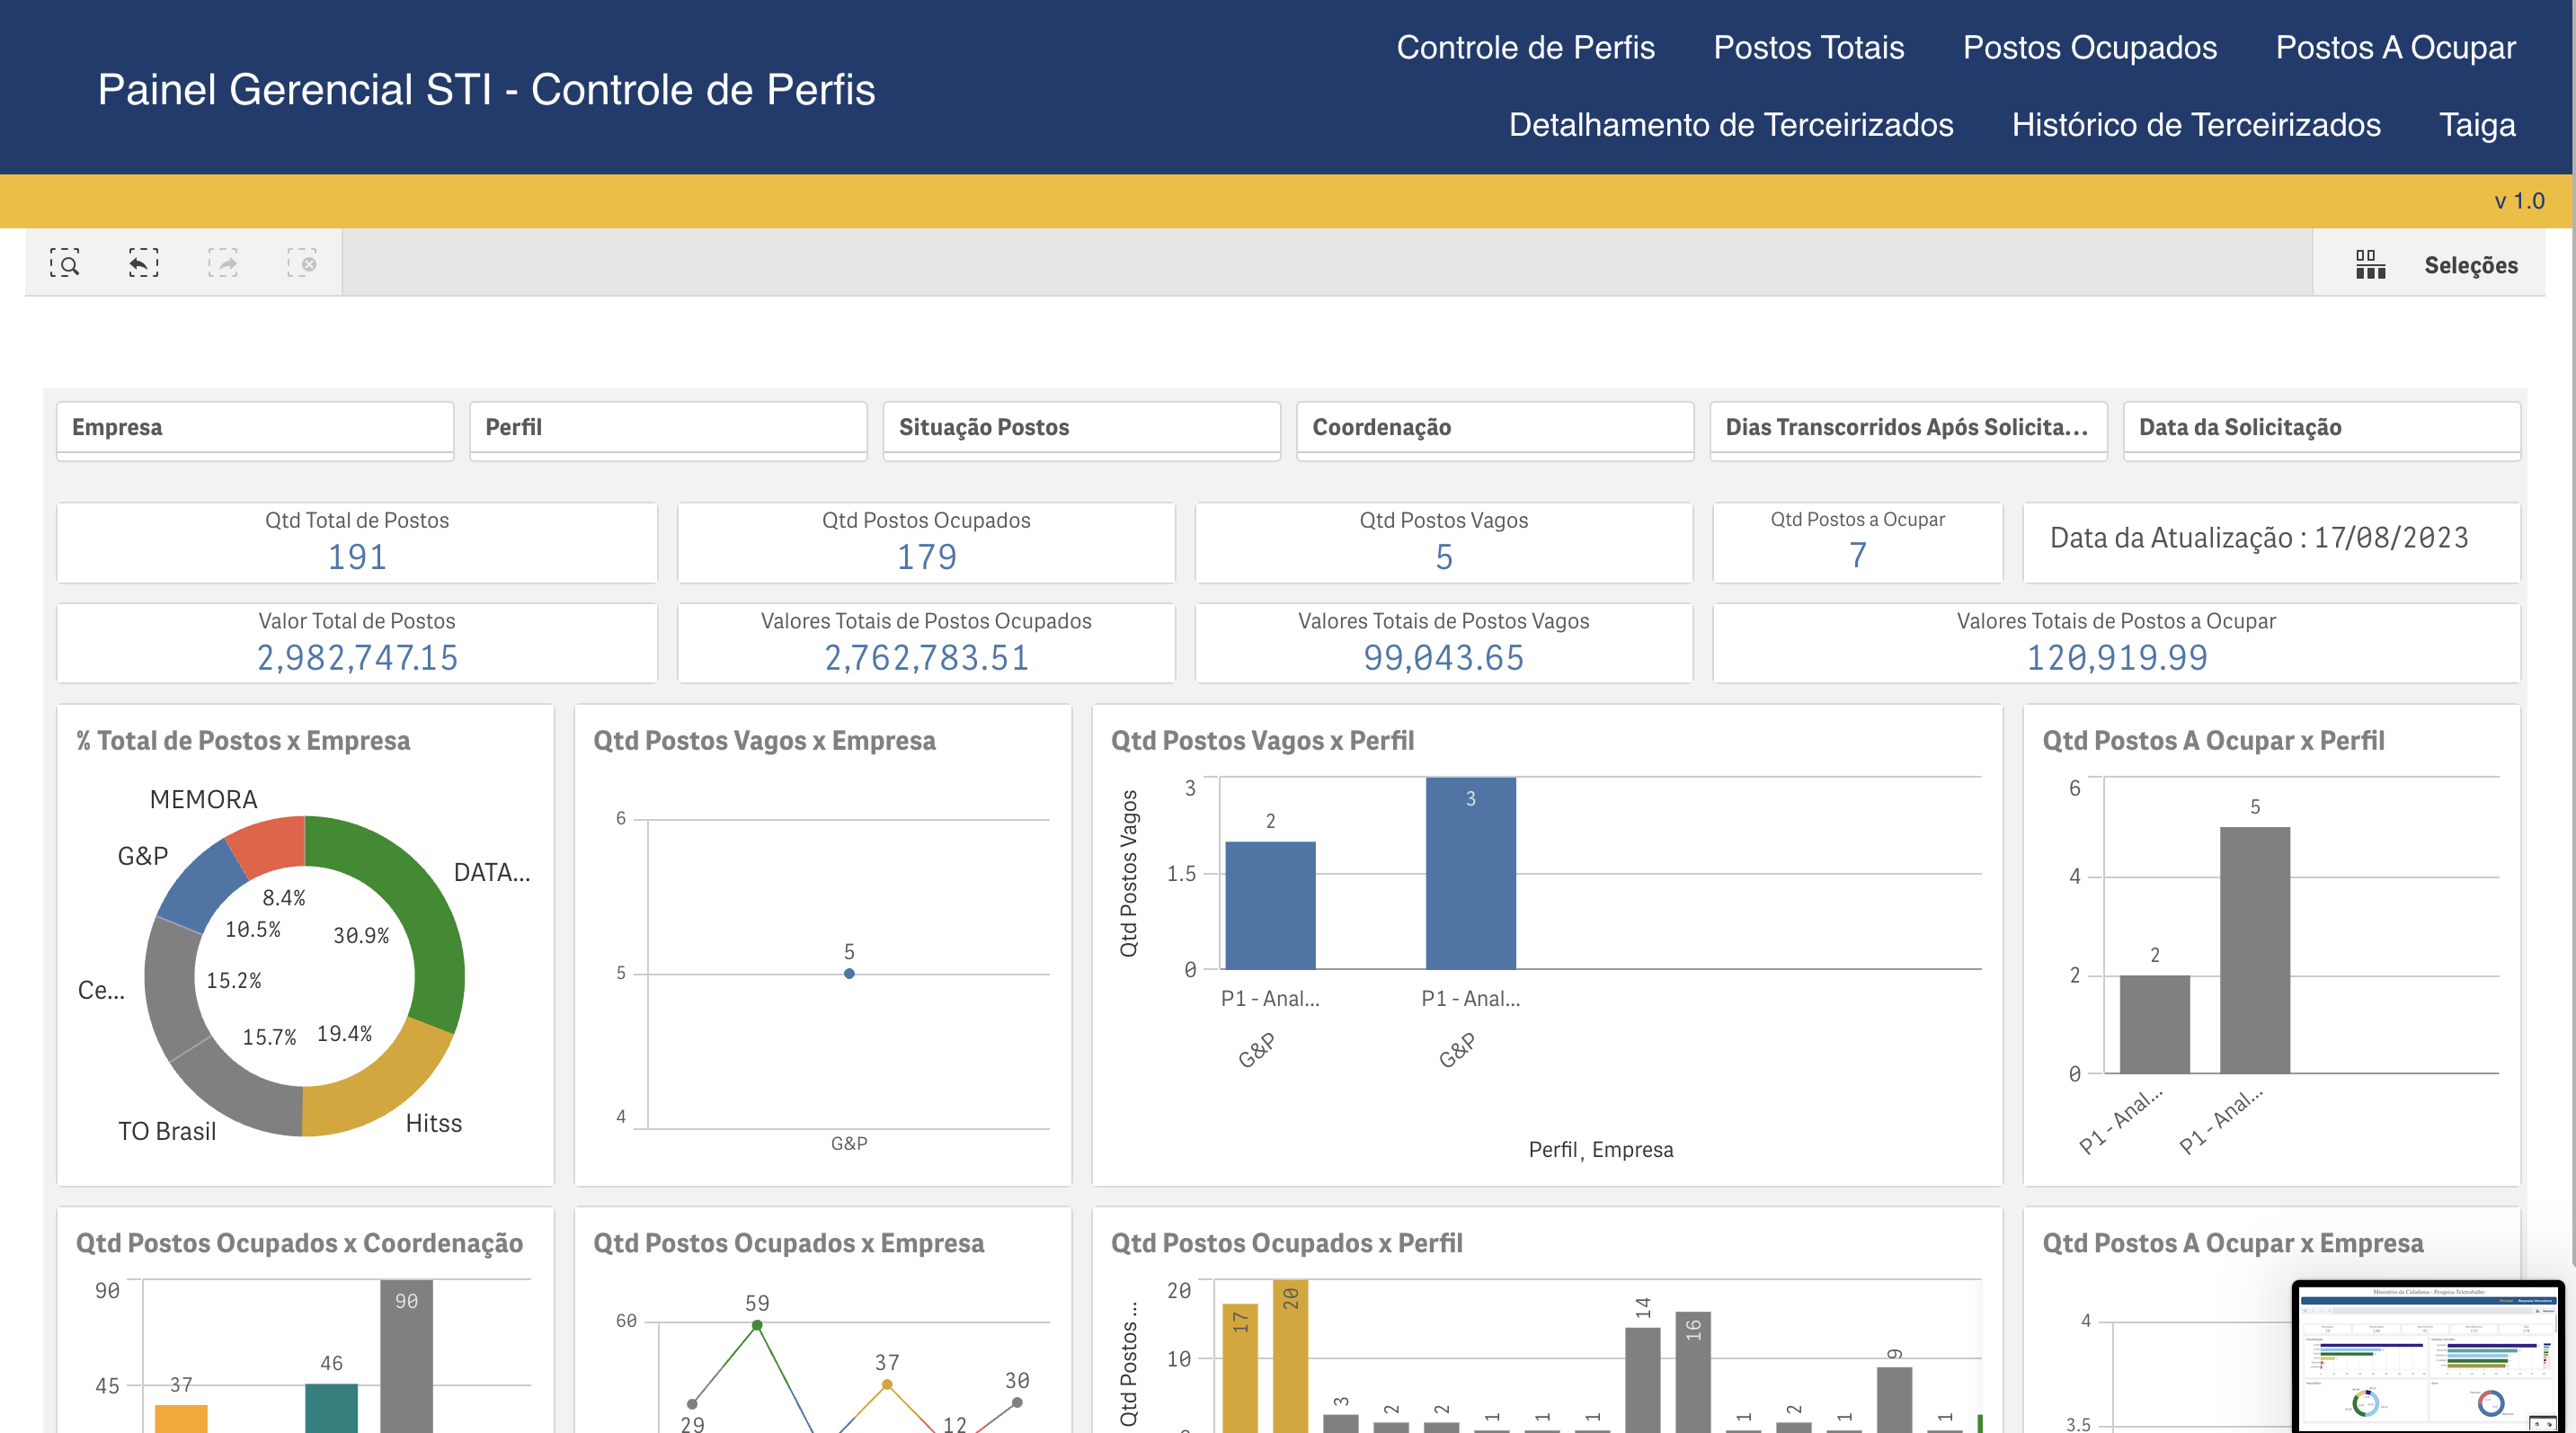 Controle de Perfis Postos Totais Postos Ocupados Postos A Ocupar
Painel Gerencial STI - Controle de Perfis
Detalhamento de Terceirizados Histórico de Terceirizados Taiga
v 1.0
Seleções
Empresa Perfil Situação Postos Coordenação Dias Transcorridos Após Solicita... Data da Solicitação
Qtd Total de Postos
191
Qtd Postos Ocupados
179
Qtd Postos Vagos
5
Qtd Postos a Ocupar
7
Data da Atualização : 17/08/2023
Valor Total de Postos
2,982,747.15
Valores Totais de Postos Ocupados
2,762,783.51
Valores Totais de Postos Vagos
99,043.65
Valores Totais de Postos a Ocupar
120,919.99
% Total de Postos x Empresa
MEMORA
G&P
DATA...
8.4%
10.5%
30.9%
15.2%
Ce...
15.7%
19.4%
TO Brasil
Hitss
Qtd Postos Vagos x Empresa
6
5
5
4
G&P
Qtd Postos Vagos x Perfil
Qtd Postos Vagos
3
1.5
0
2
3
P1 - Anal... P1 - Anal...
G&P G&P
Perfil, Empresa
Qtd Postos A Ocupar x Perfil
6
4
2
0
2
5
P1 - Anal... P1 - Anal...
Qtd Postos Ocupados x Coordenação
90
45
37
46
90
Qtd Postos Ocupados x Empresa
60
29
59
37
12
30
Qtd Postos Ocupados x Perfil
Qtd Postos ...
20
10
17 20 3 2 2 1 1 1 14 16 1 2 1 9 1
Qtd Postos A Ocupar x Empresa
4
3.5
Ministério da Cidadania - Pesquisa Teletrabalho